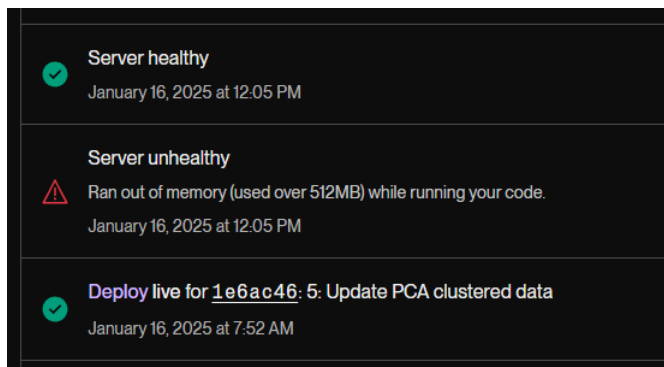 Server healthy
January 16, 2025 at 12:05 PM
Server unhealthy
Ran out of memory (used over 512MB) while running your code.
January 16, 2025 at 12:05 PM
Deploy live for 1e6ac46: 5: Update PCA clustered data
January 16, 2025 at 7:52 AM